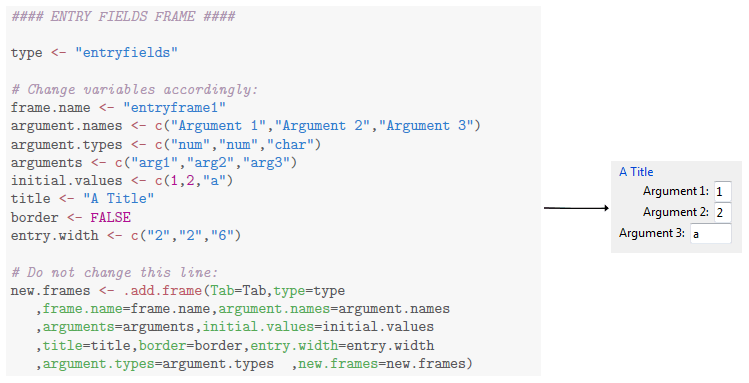 #### ENTRY FIELDS FRAME ####
type <- "entryfields"
# Change variables accordingly:
frame.name <- "entryframe1"
argument.names <- c("Argument 1","Argument 2","Argument 3")
argument.types <- c("num","num","char")
arguments <- c("arg1","arg2","arg3")
initial.values <- c(1,2,"a")
title <- "A Title"
border <- FALSE
entry.width <- c("2","2","6")
# Do not change this line:
new.frames <- .add.frame(Tab=Tab,type=type
,frame.name=frame.name,argument.names=argument.names
,arguments=arguments,initial.values=initial.values
,title=title,border=border,entry.width=entry.width
,argument.types=argument.types ,new.frames=new.frames)
A Title
Argument 1: 1
Argument 2: 2
Argument 3: a